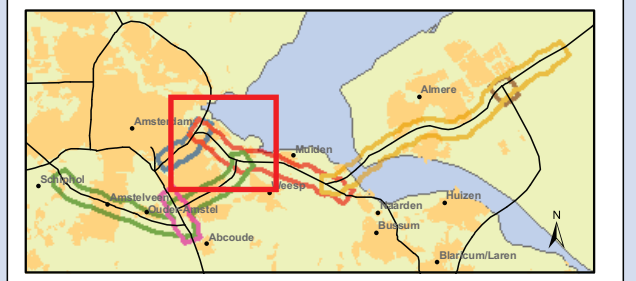 Almere
Amsterdam
Muiden
Schiphol
Weesp
Amstelveen
Ouder-Amstel
Naarden
Huizen
N
Bussum
Abcoude
Blaricum/Laren